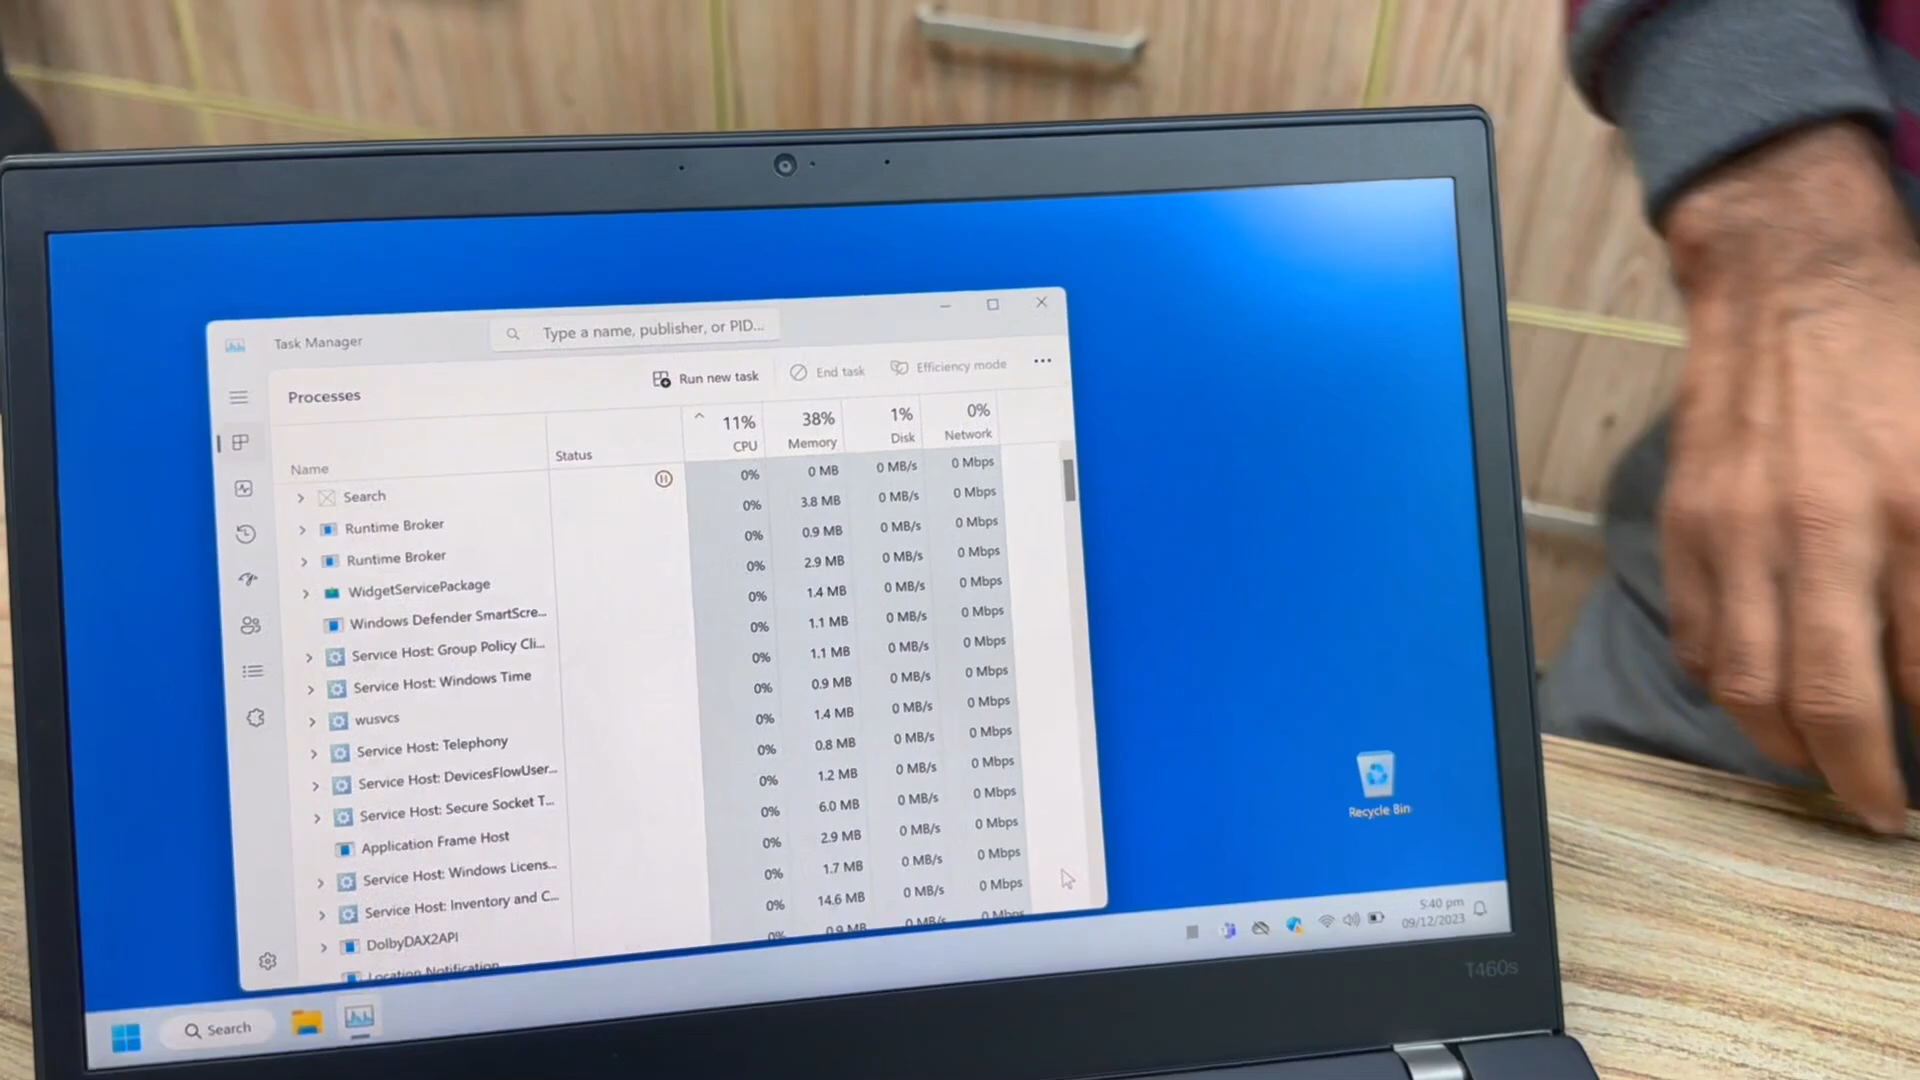 Task Manager
Type a name, publisher, or PID...
Processes
Run new task
End task
Efficiency mode
Name Status 11% CPU 38% Memory 1% Disk 0% Network
Search 0% 0 MB 0 MB/s 0 Mbps
Runtime Broker 0% 3.8 MB 0 MB/s 0 Mbps
Runtime Broker 0% 0.9 MB 0 MB/s 0 Mbps
WidgetServicePackage 0% 2.9 MB 0 MB/s 0 Mbps
Windows Defender SmartScre... 0% 1.4 MB 0 MB/s 0 Mbps
Service Host: Group Policy Cli... 0% 1.1 MB 0 MB/s 0 Mbps
Service Host: Windows Time 0% 1.1 MB 0 MB/s 0 Mbps
wusvcs 0% 0.9 MB 0 MB/s 0 Mbps
Service Host: Telephony 0% 1.4 MB 0 MB/s 0 Mbps
Service Host: DevicesFlowUser... 0% 0.8 MB 0 MB/s 0 Mbps
Service Host: Secure Socket T... 0% 1.2 MB 0 MB/s 0 Mbps
Application Frame Host 0% 6.0 MB 0 MB/s 0 Mbps
Service Host: Windows Licens... 0% 2.9 MB 0 MB/s 0 Mbps
Service Host: Inventory and C... 0% 1.7 MB 0 MB/s 0 Mbps
DolbyDAX2API 0% 14.6 MB 0 MB/s 0 Mbps
Location Notification 0% 0.9 MB 0 MB/s 0 Mbps
Recycle Bin
Search
5:40 pm
09/12/2023
T460s